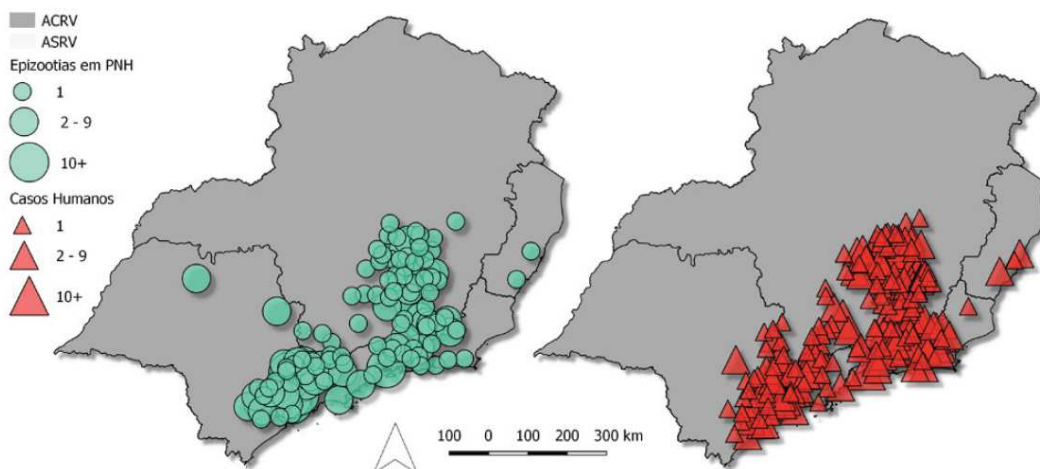 ACRV
ASRV
Epizootias em PNH
1
2 - 9
10+
Casos Humanos
1
2 - 9
10+
100 0 100 200 300 km